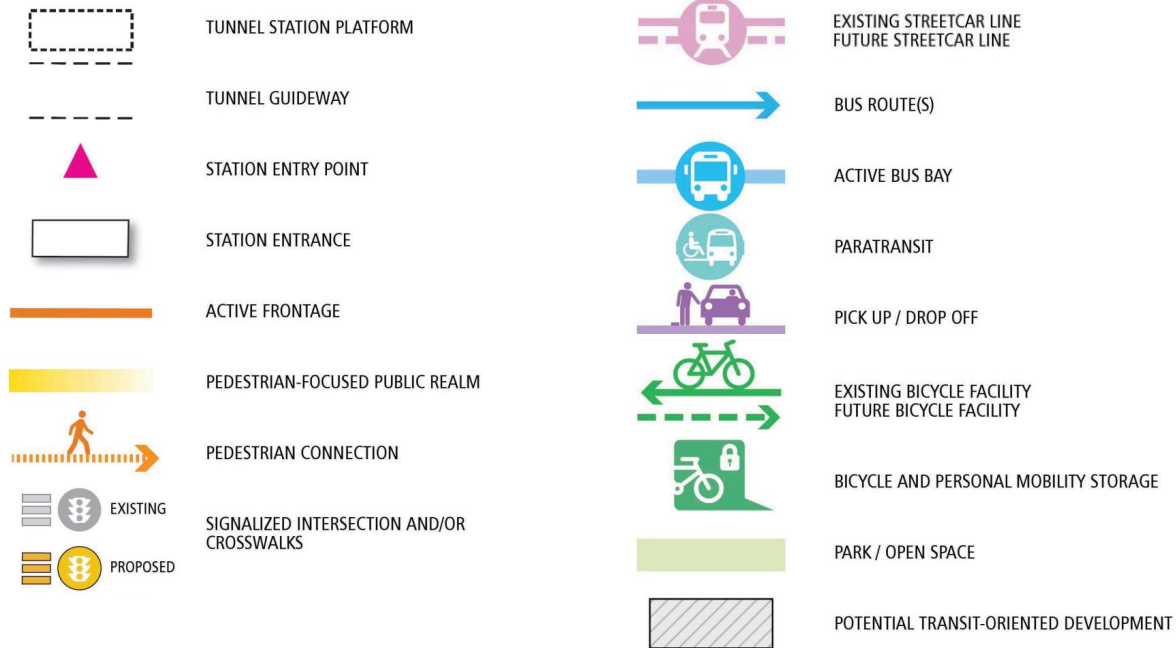 TUNNEL STATION PLATFORM
TUNNEL GUIDEWAY
STATION ENTRY POINT
STATION ENTRANCE
ACTIVE FRONTAGE
PEDESTRIAN-FOCUSED PUBLIC REALM
PEDESTRIAN CONNECTION
EXISTING
PROPOSED
SIGNALIZED INTERSECTION AND/OR
CROSSWALKS
EXISTING STREETCAR LINE
FUTURE STREETCAR LINE
BUS ROUTE(S)
ACTIVE BUS BAY
PARATRANSIT
PICK UP / DROP OFF
EXISTING BICYCLE FACILITY
FUTURE BICYCLE FACILITY
BICYCLE AND PERSONAL MOBILITY STORAGE
PARK / OPEN SPACE
POTENTIAL TRANSIT-ORIENTED DEVELOPMENT